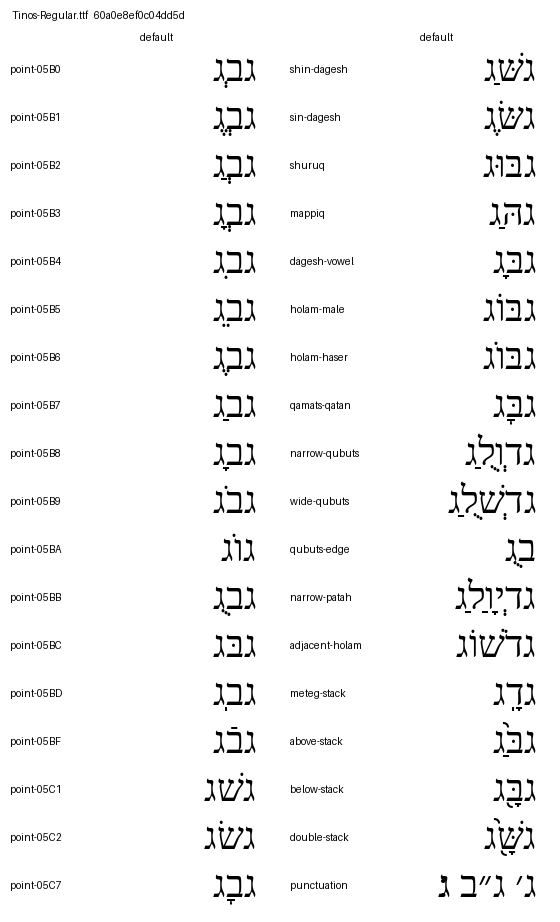 Tinos-Regular.ttf 60a0e8ef0c04dd5d
default default
point-05B0 גבְג shin-dagesh גשּׁגַ
point-05B1 גבֱג sin-dagesh גשּׂגֶ
point-05B2 גבֲג shuruq גבּוּג
point-05B3 גבֳג mappiq גהּגַ
point-05B4 גבִג dagesh-vowel גבָּג
point-05B5 גבֵג holam-male גבּוֹג
point-05B6 גבֶג holam-haser גבּוֺג
point-05B7 גבַג qamats-qatan גבׇּג
point-05B8 גבָג narrow-qubuts גדְוֻלַג
point-05B9 גבֹג wide-qubuts גדְשֻׁלַג
point-05BA גוֺג qubuts-edge בֻג
point-05BB גבֻג narrow-patah גדְיָוַלַג
point-05BC גבּג adjacent-holam גדֹשׁוֹג
point-05BD גבֽג meteg-stack גדָֽג
point-05BF גבֿג above-stack גבַּ֨ג
point-05C1 גשׁג below-stack גבָּ֖ג
point-05C2 גשׂג double-stack גשָּׁ֖֨ג
point-05C7 גבׇג punctuation ג׳ ג״ב ג